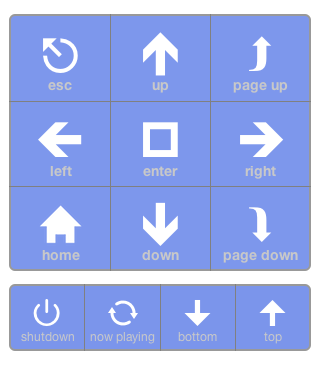 esc up page up
left enter right
home down page down
shutdown now playing bottom top